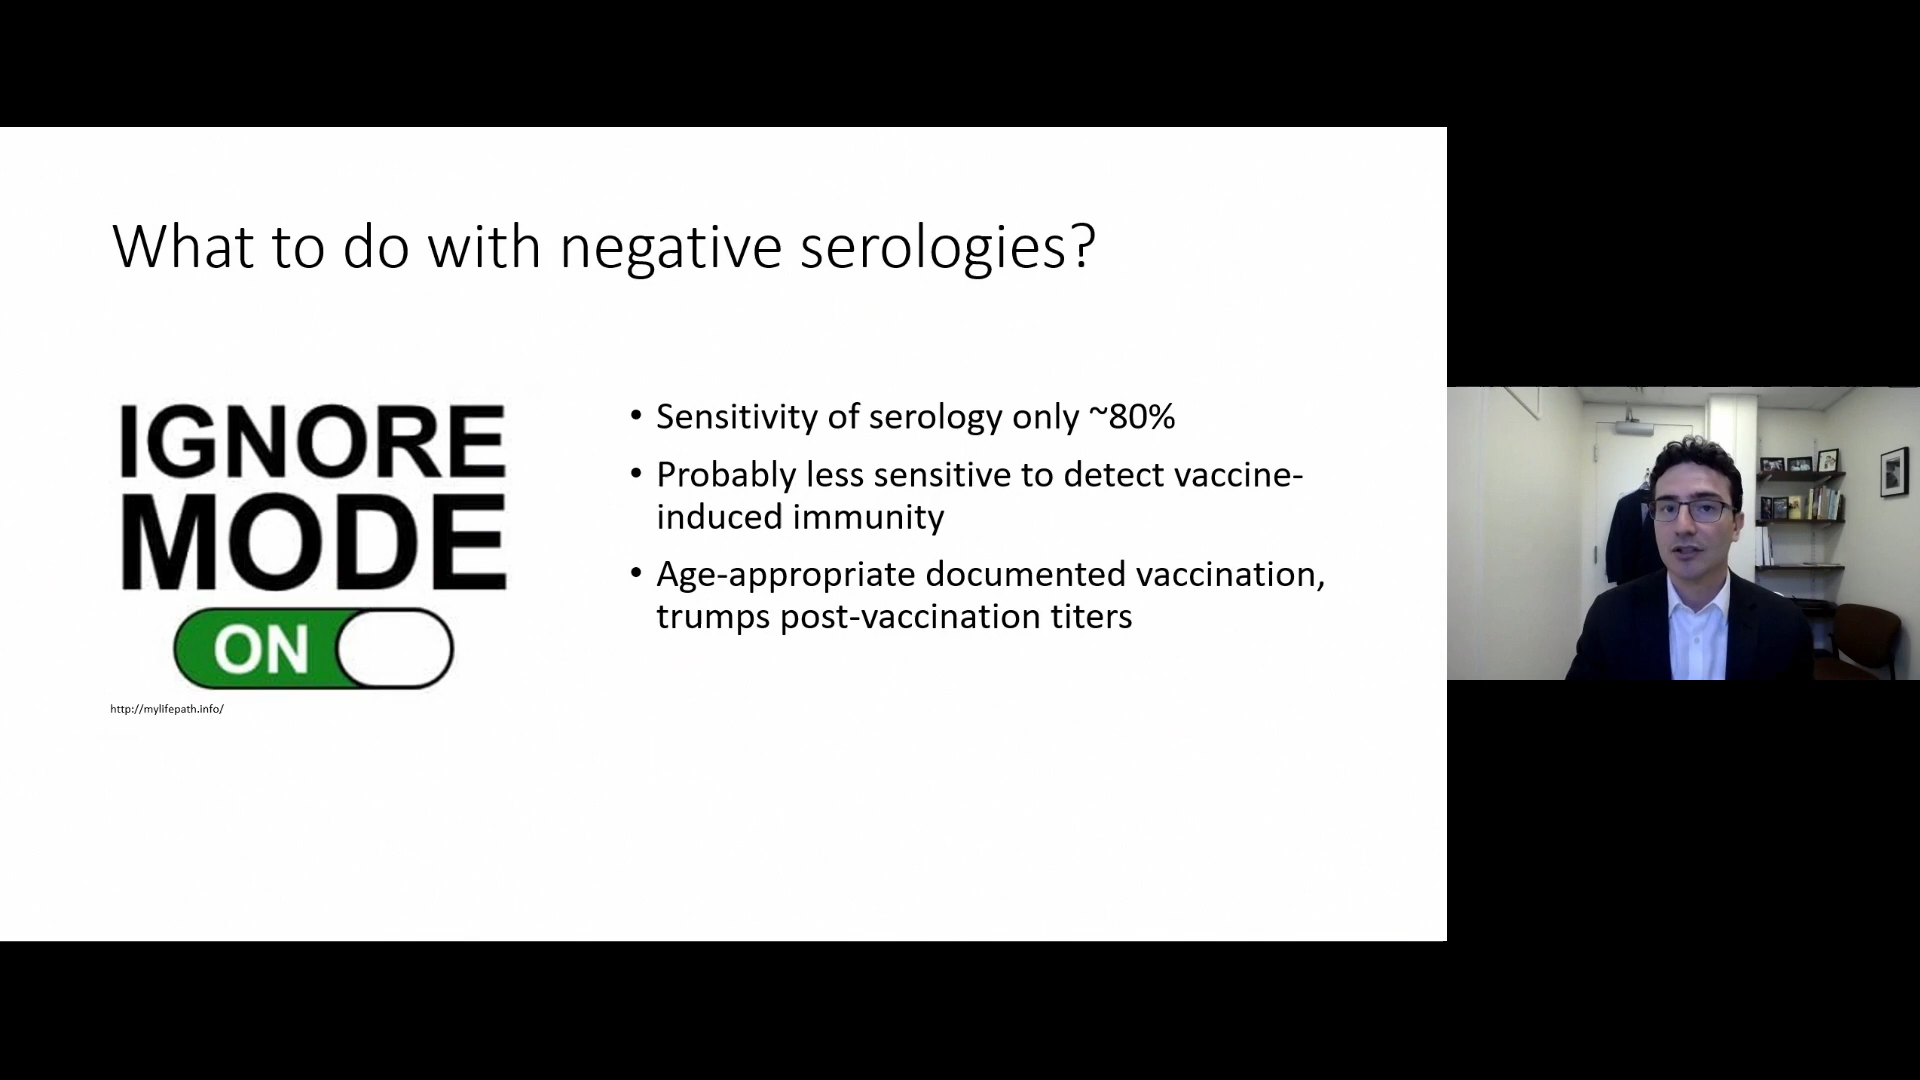 What to do with negative serologies?
IGNORE
MODE
ON
http://mylifepath.info/
• Sensitivity of serology only ~80%
• Probably less sensitive to detect vaccine-
induced immunity
• Age-appropriate documented vaccination,
trumps post-vaccination titers